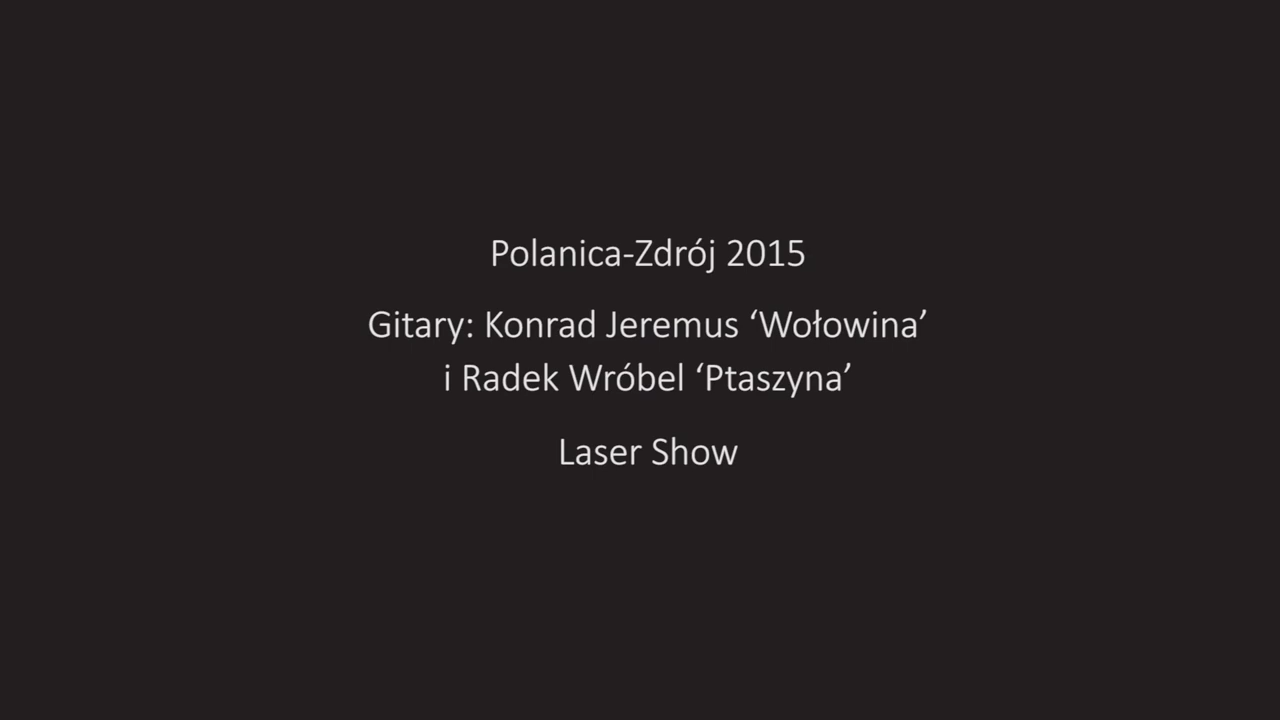 Polanica-Zdrój 2015
Gitary: Konrad Jeremus ‘Wołowina’
i Radek Wróbel ‘Ptaszyna’
Laser Show